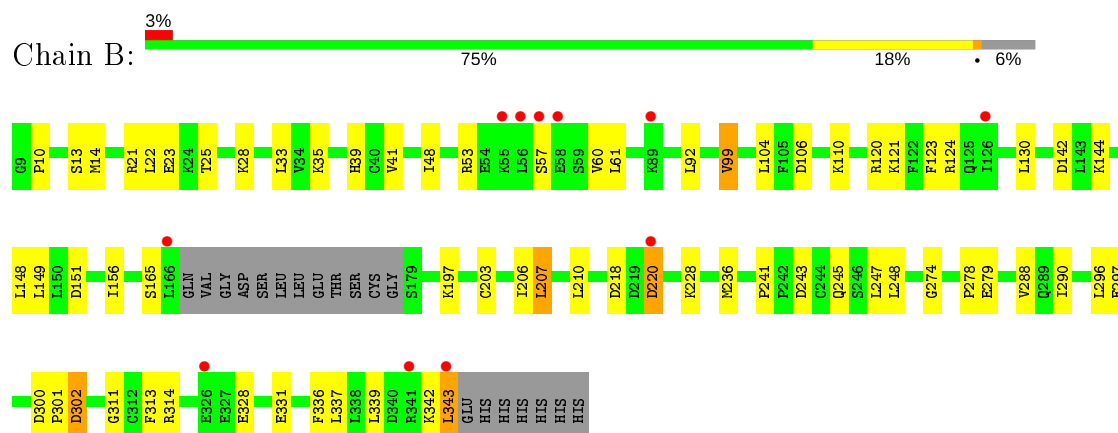 3%
Chain B:
75% 18% • 6%
G9 P10 S13 M14 R21 L22 E23 K24 T25 K28 L33 V34 K35 H39 C40 V41 I48 R53 E54 K55 L56 S57 E58 S59 V60 L61 K89 L92 V99 L104 F105 D106 K110 R120 K121 F122 F123 R124 Q125 I126 L130 D142 L143 K144
L148 L149 L150 D151 I156 S165 L166 GLN VAL GLY ASP SER LEU LEU GLU THR SER CYS GLY S179 K197 C203 I206 L207 L210 D218 D219 D220 K228 M236 P241 P242 D243 C244 Q245 S246 L247 L248 G274 P278 E279 V288 Q289 I290 L296
D300 P301 D302 G311 C312 F313 R314 E326 E327 E328 E331 F336 L337 L338 L339 D340 R341 K342 L343 GLU HIS HIS HIS HIS HIS HIS